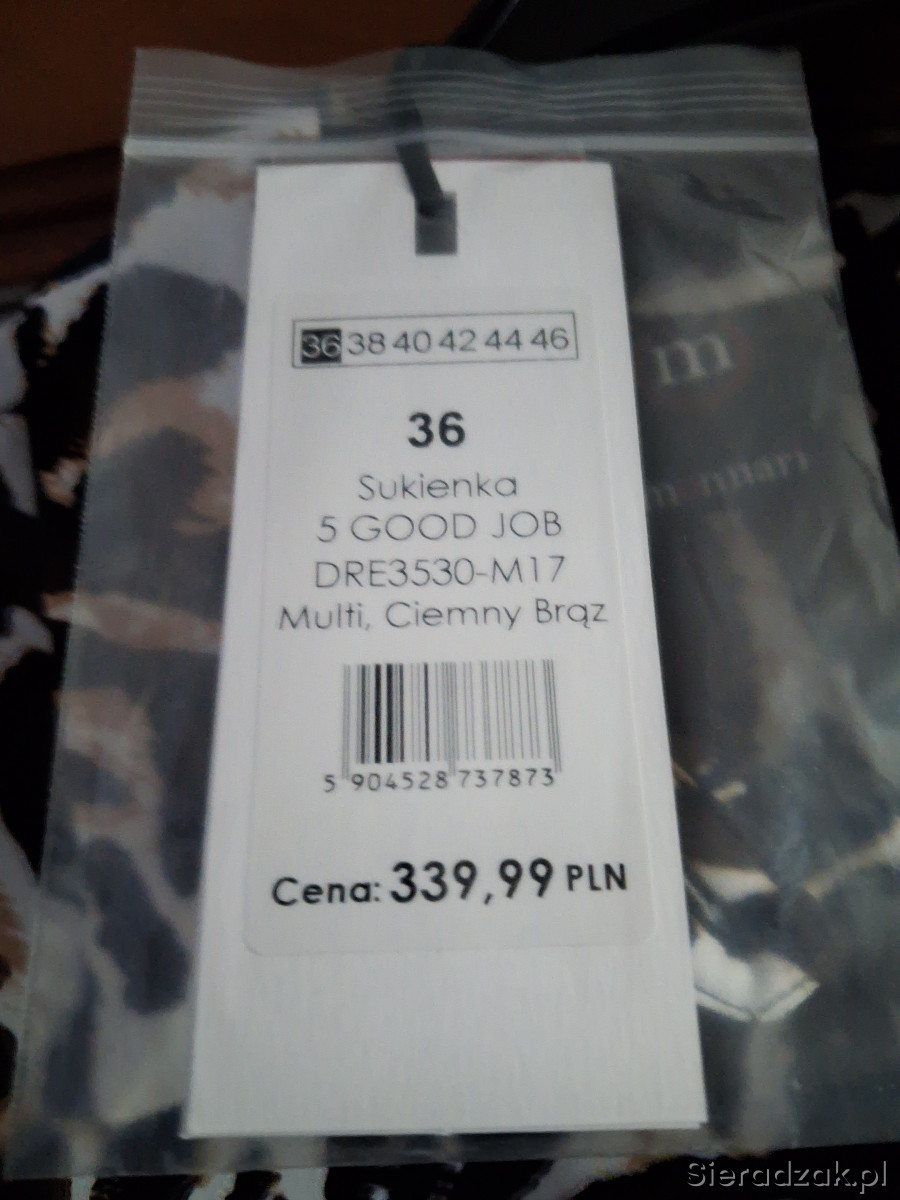 36 38 40 42 44 46
36
Sukienka
5 GOOD JOB
DRE3530-M17
Multi, Ciemny Brąz
5 904528 737873
Cena: 339,99 PLN
m
Sieradzak.pl